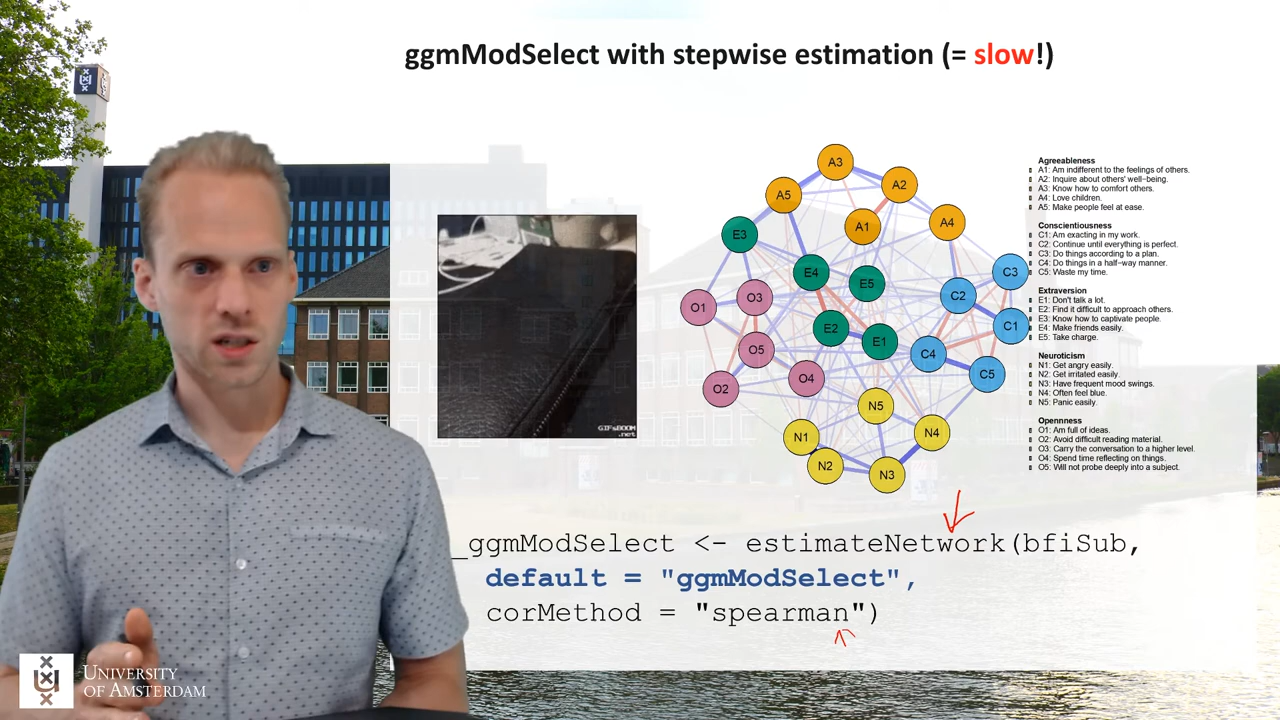 ggmModSelect with stepwise estimation (= slow!)
A3
A5
A2
A1
A4
E3
E4
E5
C3
C2
O1
O3
E2
E1
C1
O5
C4
O2
O4
C5
N5
N1
N4
N2
N3
Agreeableness
A1: Am indifferent to the feelings of others.
A2: Inquire about others' well-being.
A3: Know how to comfort others.
A4: Love children.
A5: Make people feel at ease.
Conscientiousness
C1: Am exacting in my work.
C2: Continue until everything is perfect.
C3: Do things according to a plan.
C4: Do things in a half-way manner.
C5: Waste my time.
Extraversion
E1: Don't talk a lot.
E2: Find it difficult to approach others.
E3: Know how to captivate people.
E4: Make friends easily.
E5: Take charge.
Neuroticism
N1: Get angry easily.
N2: Get irritated easily.
N3: Have frequent mood swings.
N4: Often feel blue.
N5: Panic easily.
Opennness
O1: Am full of ideas.
O2: Avoid difficult reading material.
O3: Carry the conversation to a higher level.
O4: Spend time reflecting on things.
O5: Will not probe deeply into a subject.
GIFSBOOM
.net
_ggmModSelect <- estimateNetwork(bfiSub,
default = "ggmModSelect",
corMethod = "spearman")
UNIVERSITY
OF AMSTERDAM